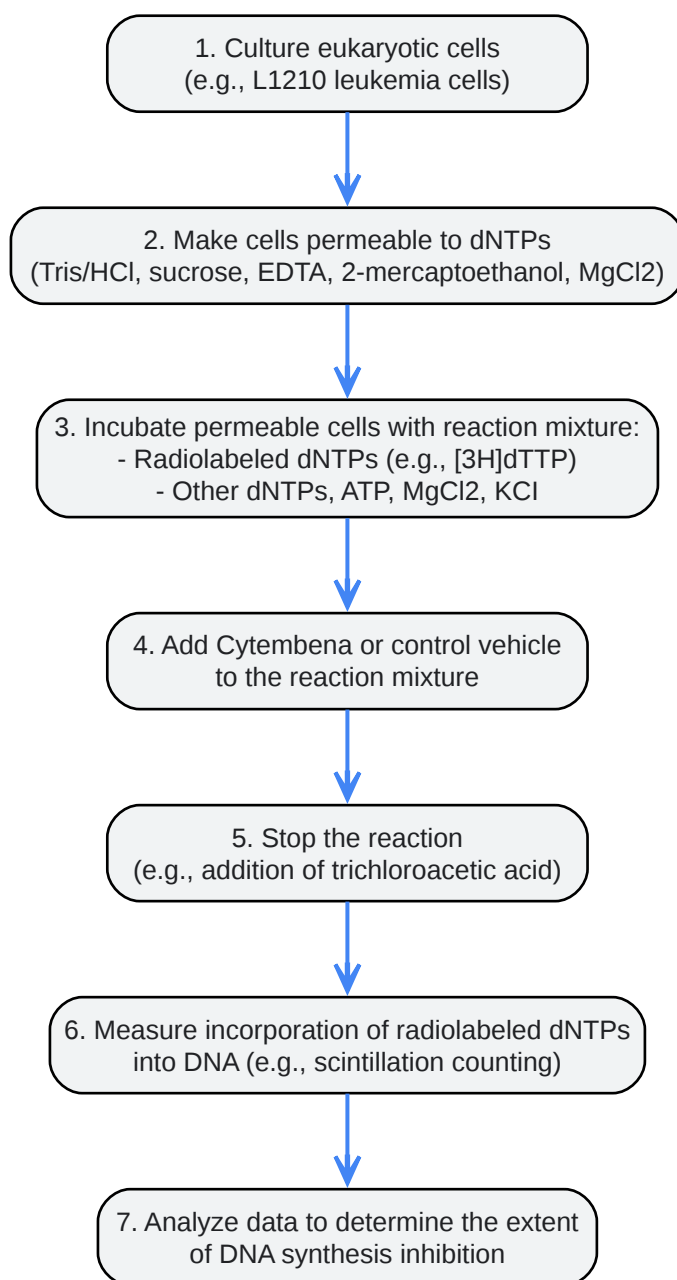 1. Culture eukaryotic cells
(e.g., L1210 leukemia cells)
2. Make cells permeable to dNTPs
(Tris/HCl, sucrose, EDTA, 2-mercaptoethanol, MgCl2)
3. Incubate permeable cells with reaction mixture:
- Radiolabeled dNTPs (e.g., [3H]dTTP)
- Other dNTPs, ATP, MgCl2, KCl
4. Add Cytembena or control vehicle
to the reaction mixture
5. Stop the reaction
(e.g., addition of trichloroacetic acid)
6. Measure incorporation of radiolabeled dNTPs
into DNA (e.g., scintillation counting)
7. Analyze data to determine the extent
of DNA synthesis inhibition